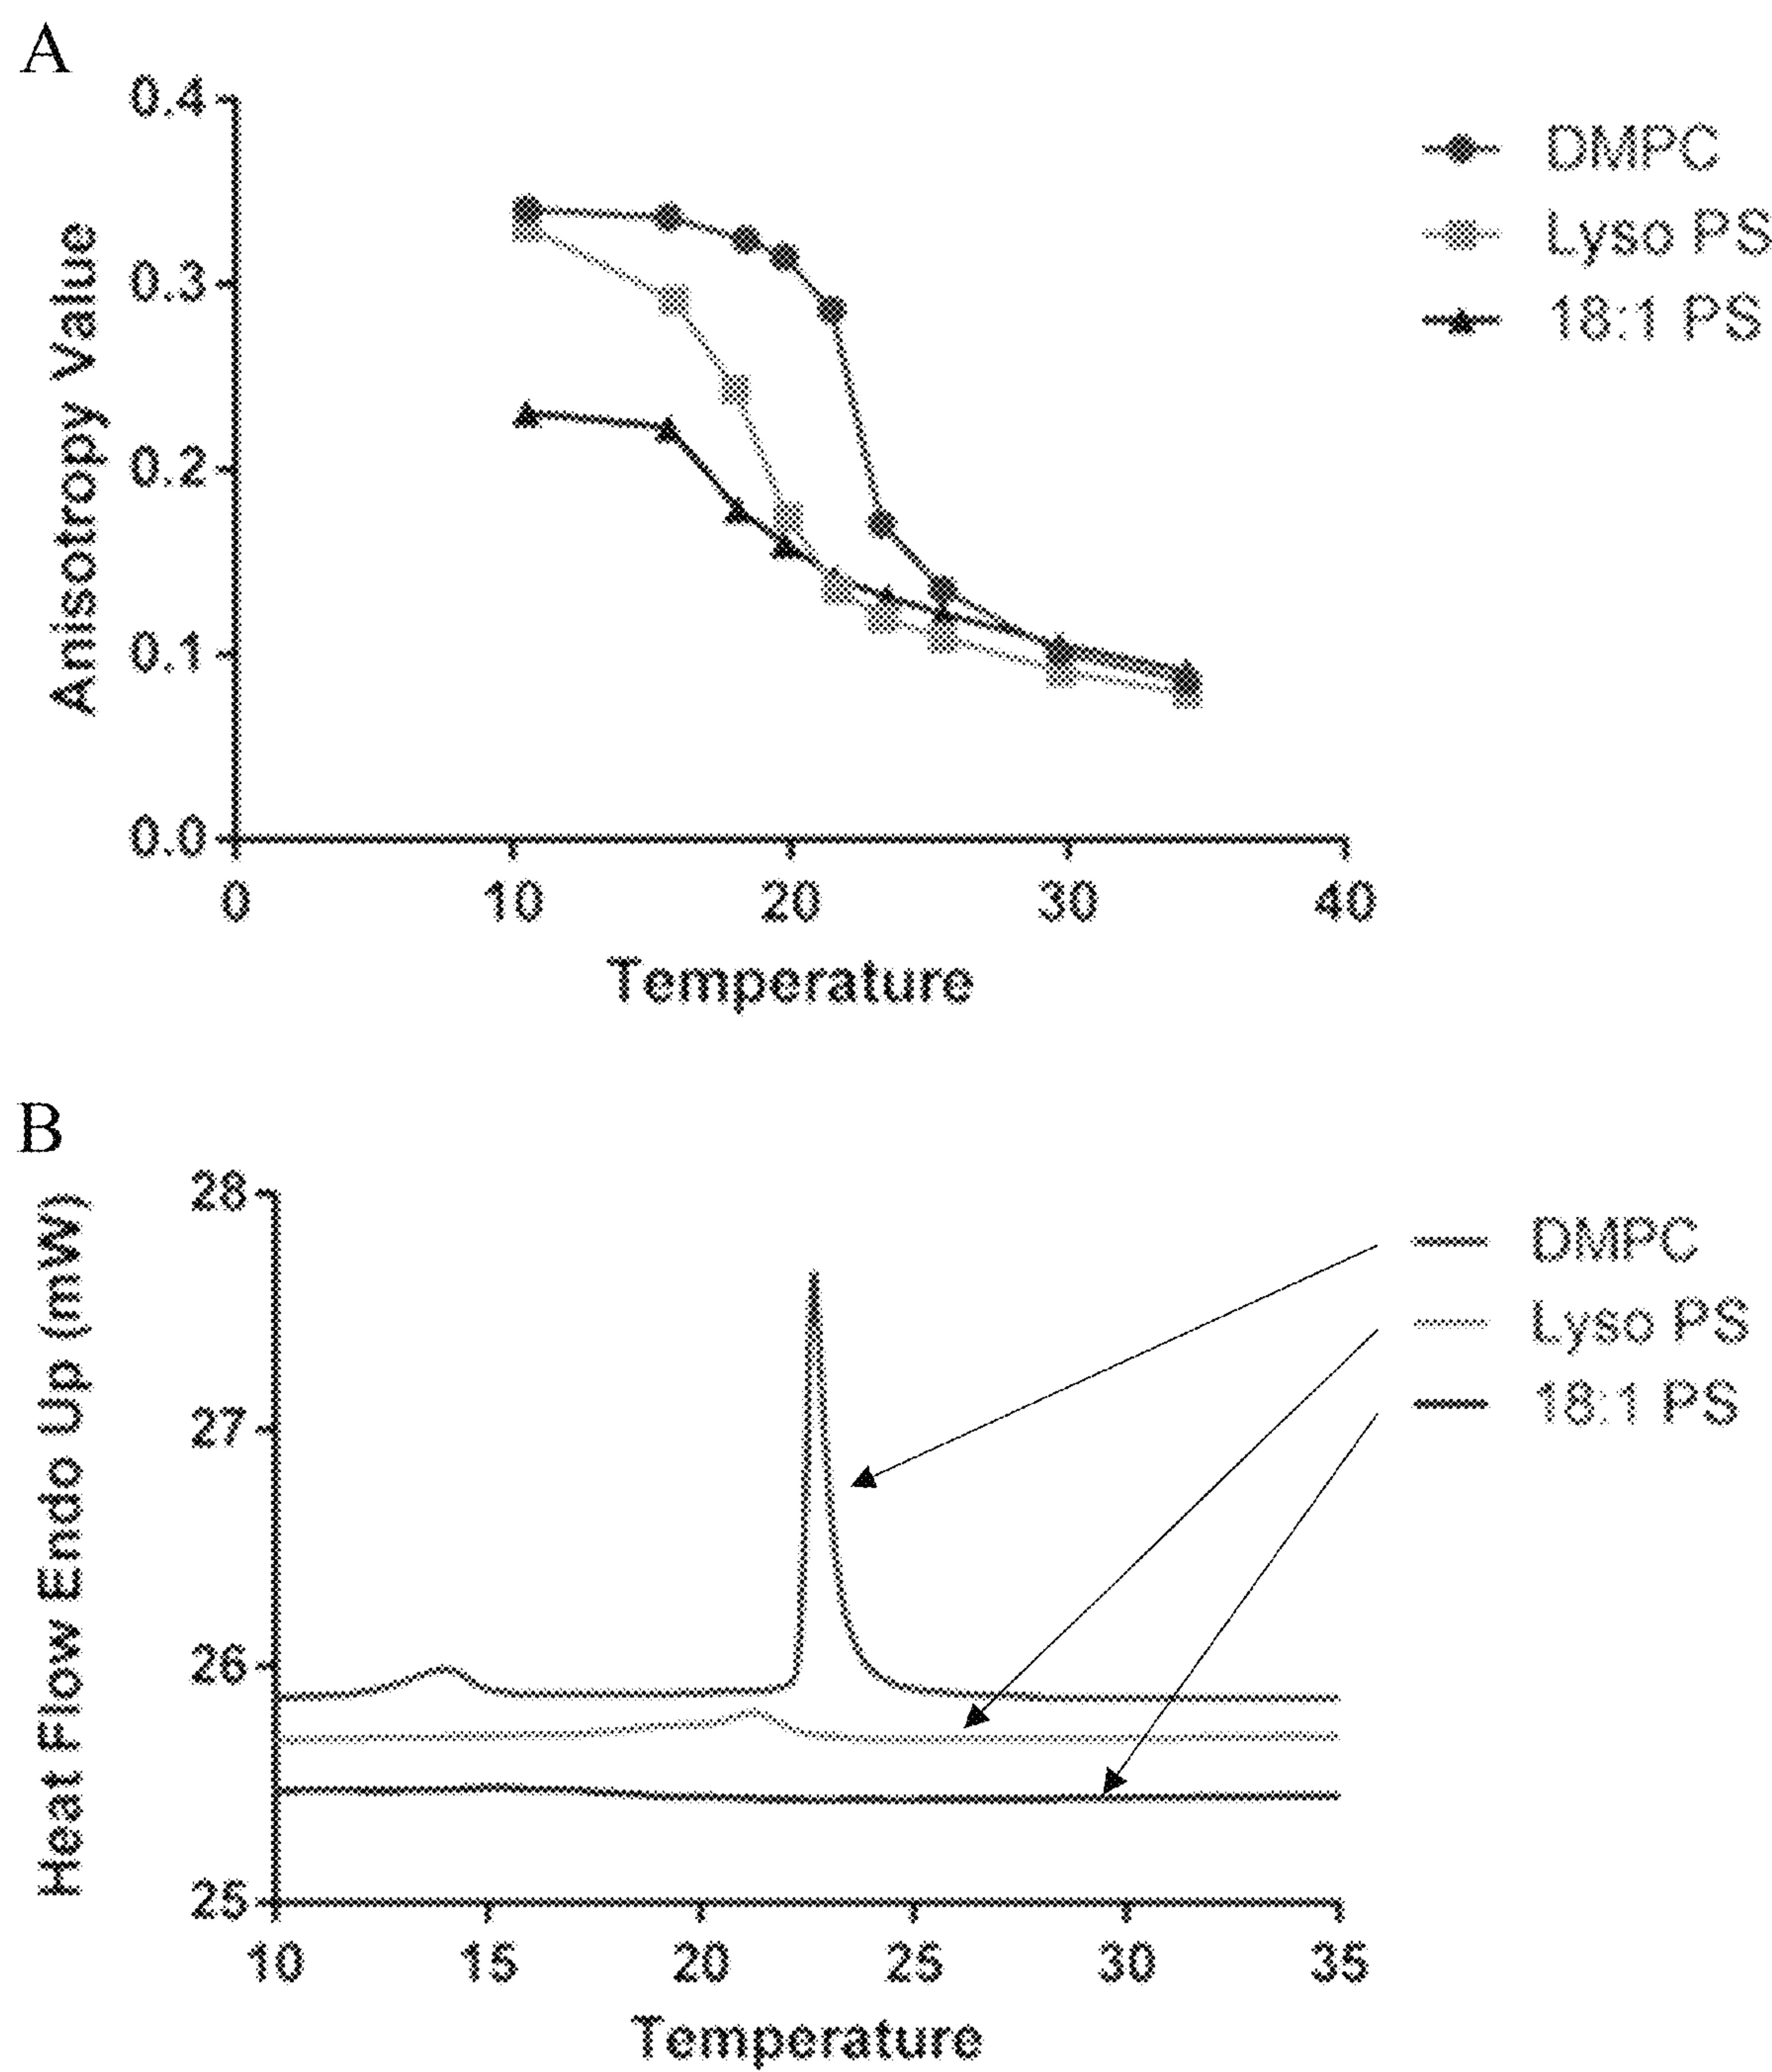 A
0.4
0.3
0.2
0.1
0.0
Anisotropy Value
0 10 20 30 40
Temperature
DMPC
Lyso PS
18:1 PS
B
28
27
26
25
Heat Flow Endo Up (mW)
10 15 20 25 30 35
Temperature
DMPC
Lyso PS
18:1 PS